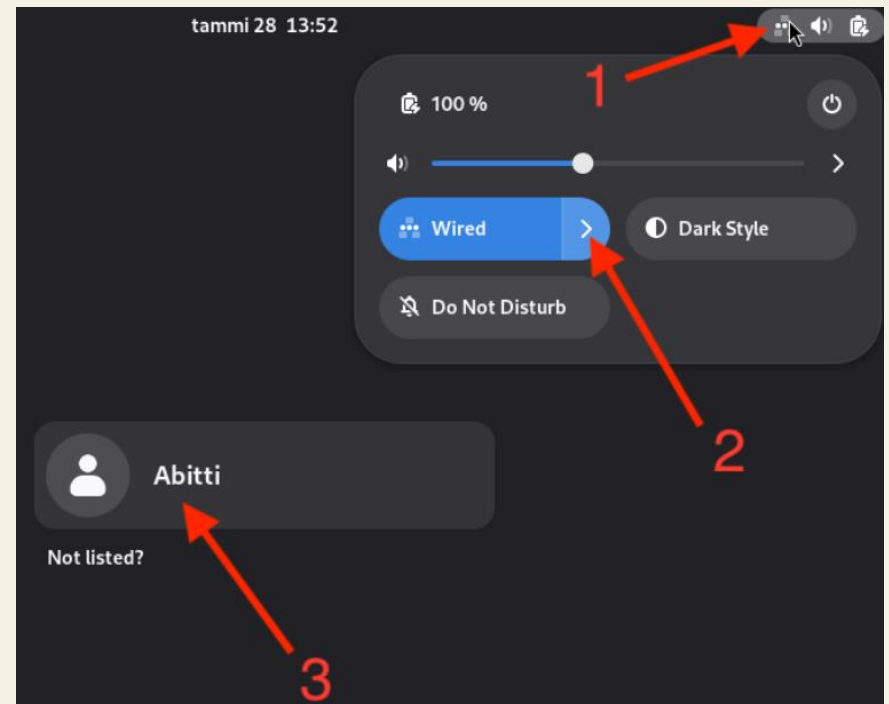 tammi 28 13:52
1
100 %
Wired
Dark Style
Do Not Disturb
2
Abitti
Not listed?
3